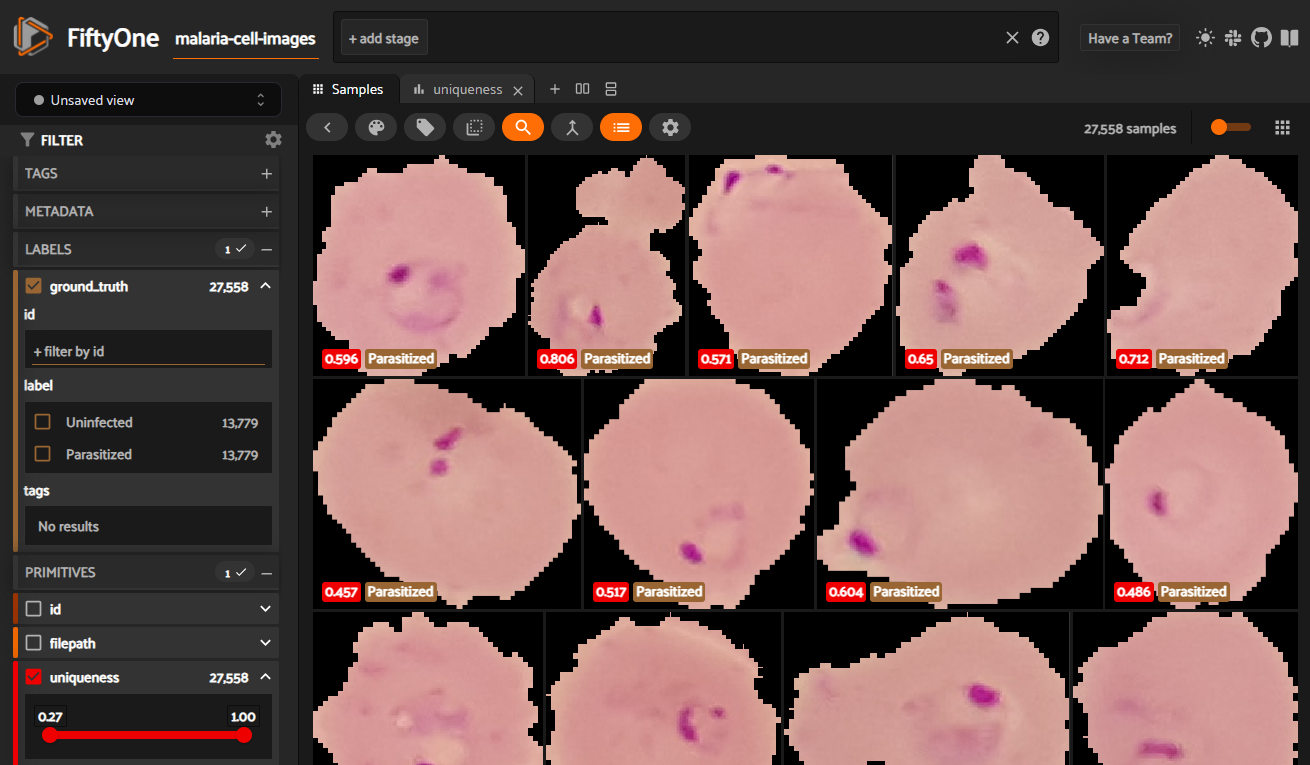 FiftyOne
malaria-cell-images
+ add stage
Have a Team?
Unsaved view
Samples
uniqueness
FILTER
27,558 samples
TAGS
METADATA
LABELS
1
ground_truth 27,558
id
+ filter by id
label
Uninfected 13,779
Parasitized 13,779
tags
No results
PRIMITIVES
1
id
filepath
uniqueness 27,558
0.27 1.00
0.596 Parasitized
0.806 Parasitized
0.571 Parasitized
0.65 Parasitized
0.712 Parasitized
0.457 Parasitized
0.517 Parasitized
0.604 Parasitized
0.486 Parasitized